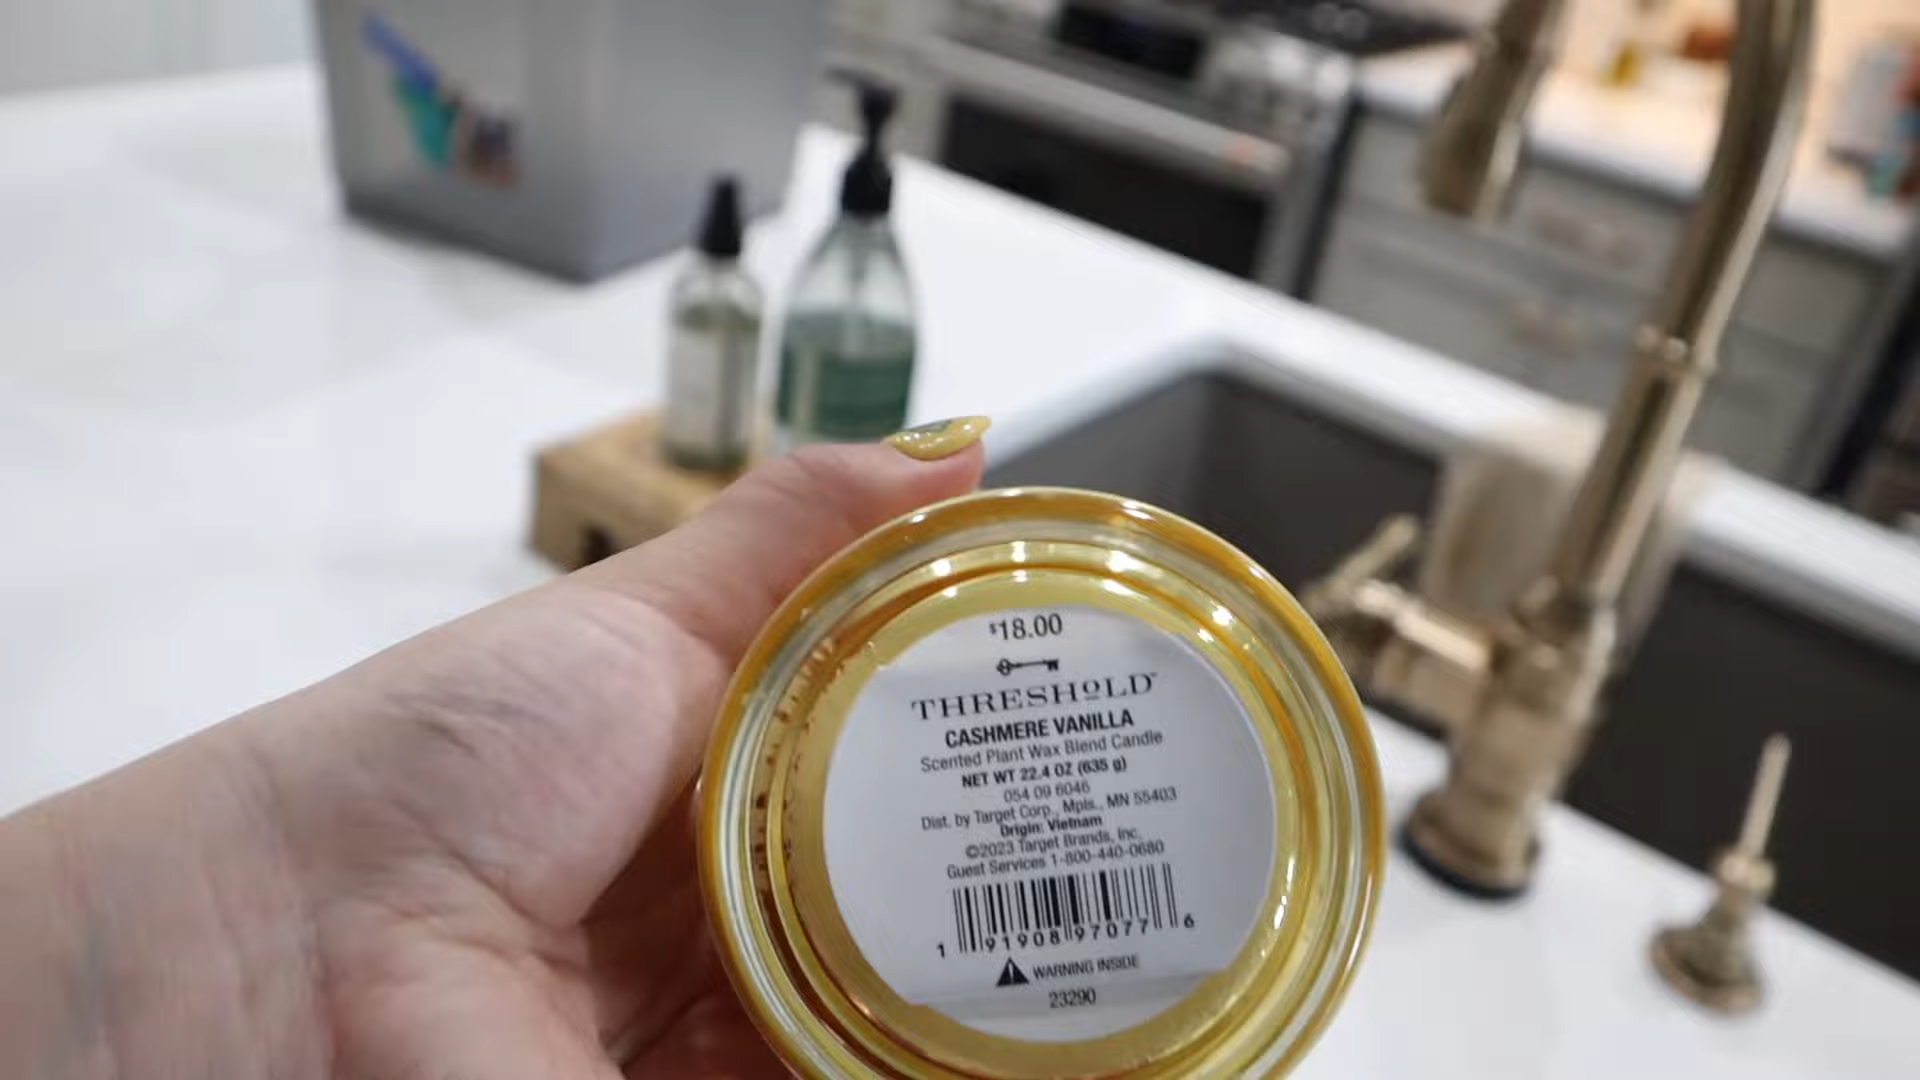 $18.00
THRESHOLD™
CASHMERE VANILLA
Scented Plant Wax Blend Candle
NET WT 22.4 OZ (635 g)
054 09 6046
Dist. by Target Corp., Mpls., MN 55403
Origin: Vietnam
©2023 Target Brands, Inc.
Guest Services 1-800-440-0680
1 91908 97077 6
WARNING INSIDE
23290